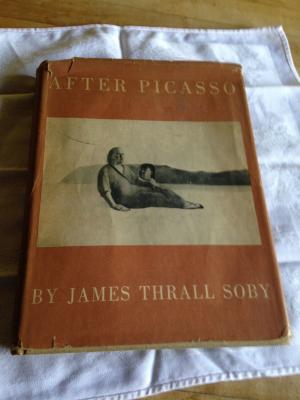 AFTER PICASSO
BY JAMES THRALL SOBY